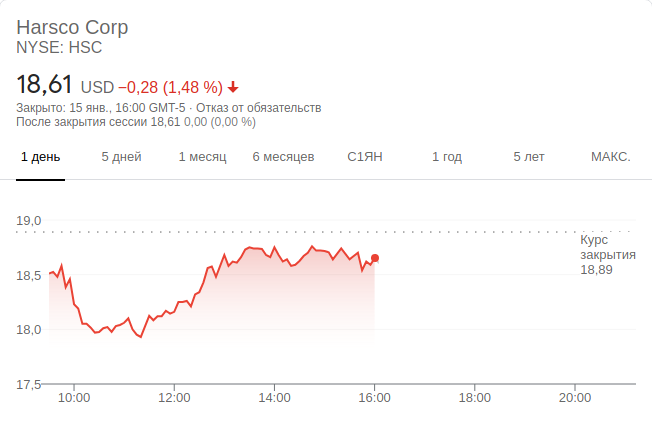 Harsco Corp
NYSE: HSC
18,61 USD −0,28 (1,48 %)
Закрыто: 15 янв., 16:00 GMT-5 · Отказ от обязательств
После закрытия сессии 18,61 0,00 (0,00 %)
1 день 5 дней 1 месяц 6 месяцев С1ЯН 1 год 5 лет МАКС.
19,0
Курс
закрытия
18,89
18,5
18,0
17,5
10:00 12:00 14:00 16:00 18:00 20:00